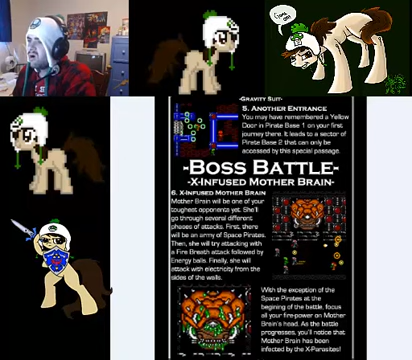 -GRAVITY SUIT-
5. ANOTHER ENTRANCE
You may have remembered a Yellow
Door in Pirate Base 1 on your first
journey there. It leads to a sector of
Pirate Base 2 that can only be
accessed by this special passage.
-BOSS BATTLE-
-X-INFUSED MOTHER BRAIN-
6. X-INFUSED MOTHER BRAIN
Mother Brain will be one of your
toughest opponents yet. She'll
go through several different
phases of attacks. First, there
will be an army of Space Pirates.
Then, she will try attacking with
a Fire Breath attack followed by
Energy balls. Finally, she will
attack with electricity from the
sides of the walls.
With the exception of the
Space Pirates at the
begining of the battle, focus
all your fire-power on Mother
Brain's head. As the battle
progresses, you'll notice that
Mother Brain has been
infected by the X-Parasites!